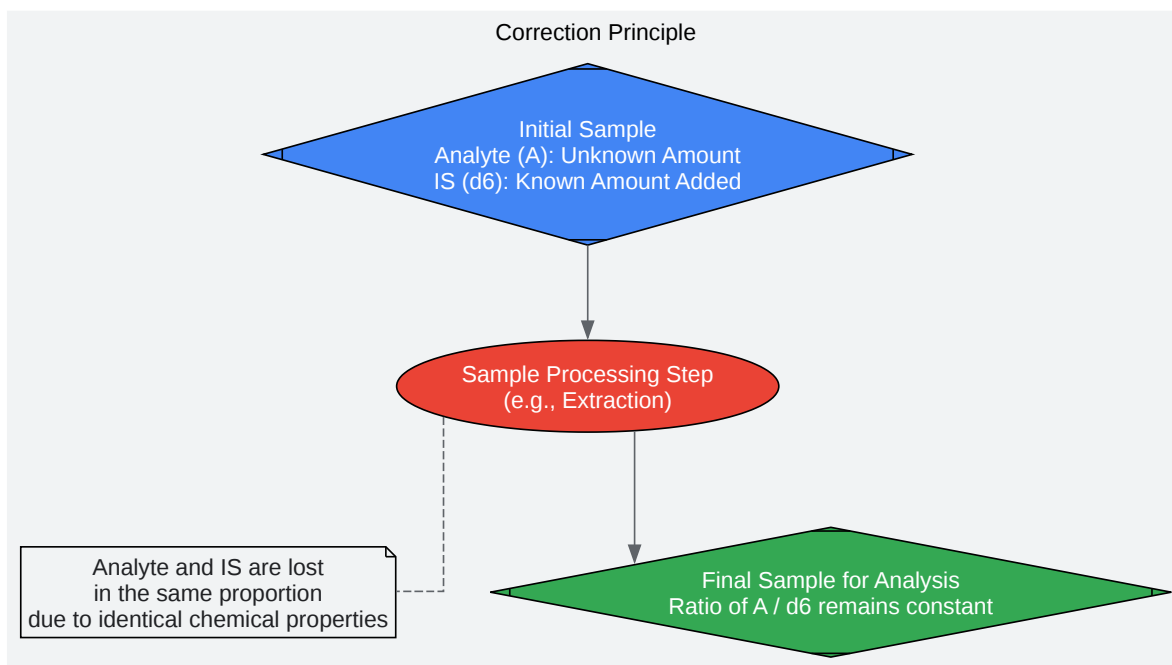 Correction Principle
Initial Sample
Analyte (A): Unknown Amount
IS (d6): Known Amount Added
Sample Processing Step
(e.g., Extraction)
Analyte and IS are lost
in the same proportion
due to identical chemical properties
Final Sample for Analysis
Ratio of A / d6 remains constant